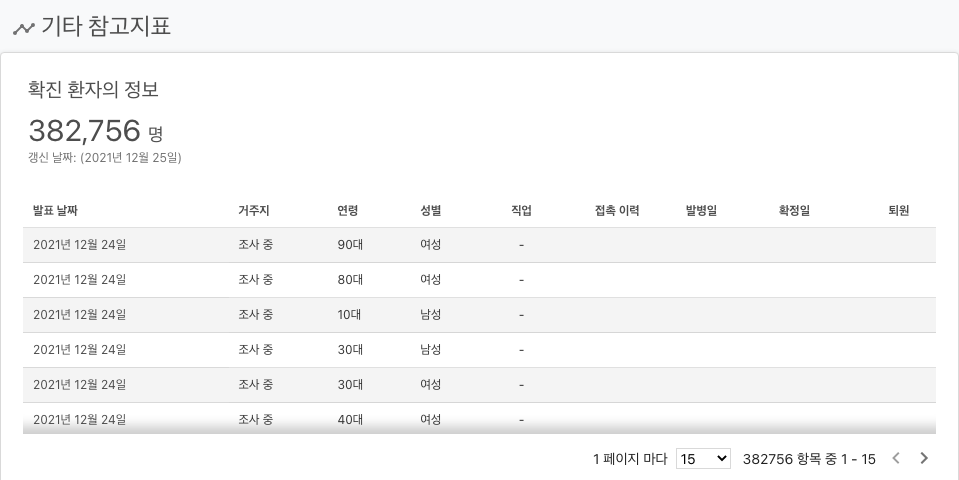 기타 참고지표
확진 환자의 정보
382,756 명
갱신 날짜: (2021년 12월 25일)
발표 날짜 거주지 연령 성별 직업 접촉 이력 발병일 확정일 퇴원
2021년 12월 24일 조사 중 90대 여성 -
2021년 12월 24일 조사 중 80대 여성 -
2021년 12월 24일 조사 중 10대 남성 -
2021년 12월 24일 조사 중 30대 남성 -
2021년 12월 24일 조사 중 30대 여성 -
2021년 12월 24일 조사 중 40대 여성 -
1 페이지 마다 15 382756 항목 중 1 - 15